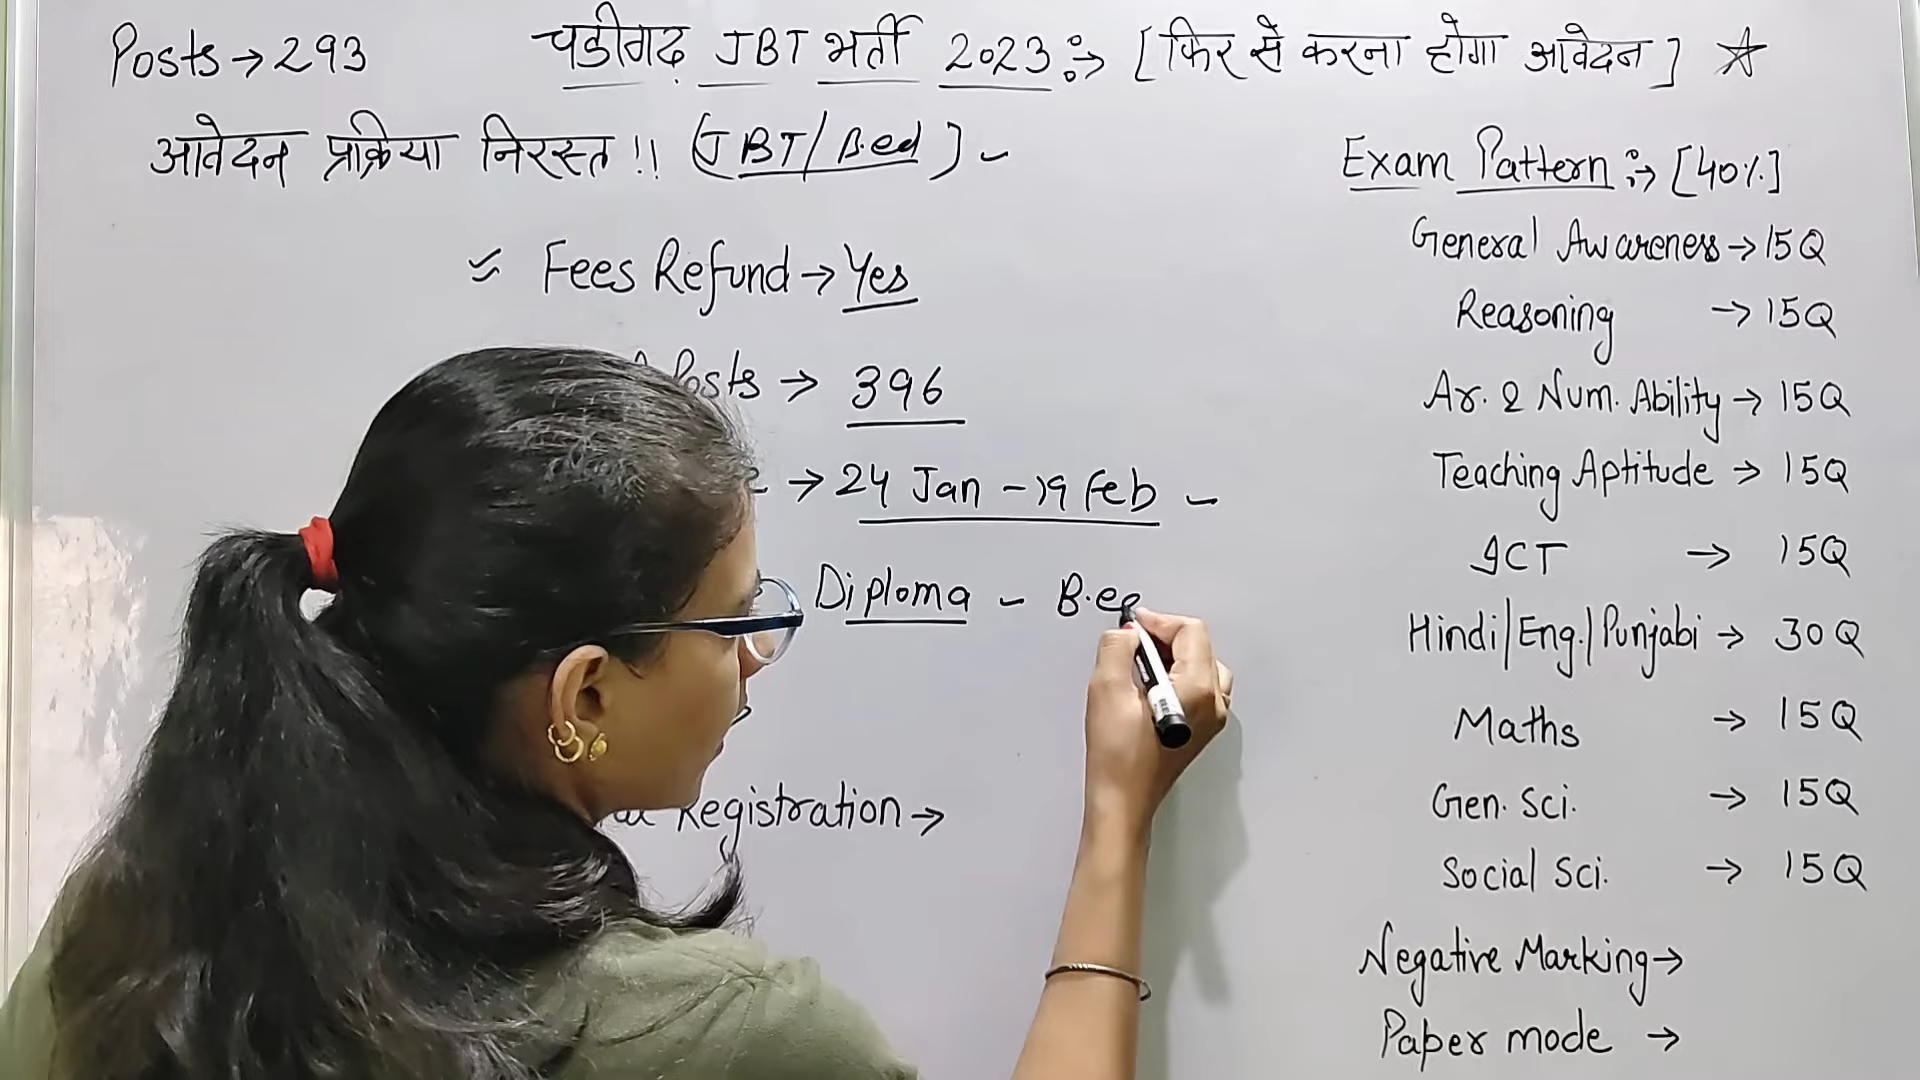 Posts → 293
चडीगढ़ JBT भर्ती 2023 :→ [फिर से करना होगा आवेदन] ☆
आवेदन प्रक्रिया निरस्त !! (JBT/B.ed)
Fees Refund → Yes
Posts → 396
→ 24 Jan - 19 Feb -
Diploma - B.ee
Registration →
Exam Pattern :→ [40%]
General Awareness → 15Q
Reasoning → 15Q
Ar. & Num. Ability → 15Q
Teaching Aptitude → 15Q
ICT → 15Q
Hindi/Eng./Punjabi → 30Q
Maths → 15Q
Gen. Sci. → 15Q
Social Sci. → 15Q
Negative Marking →
Paper mode →